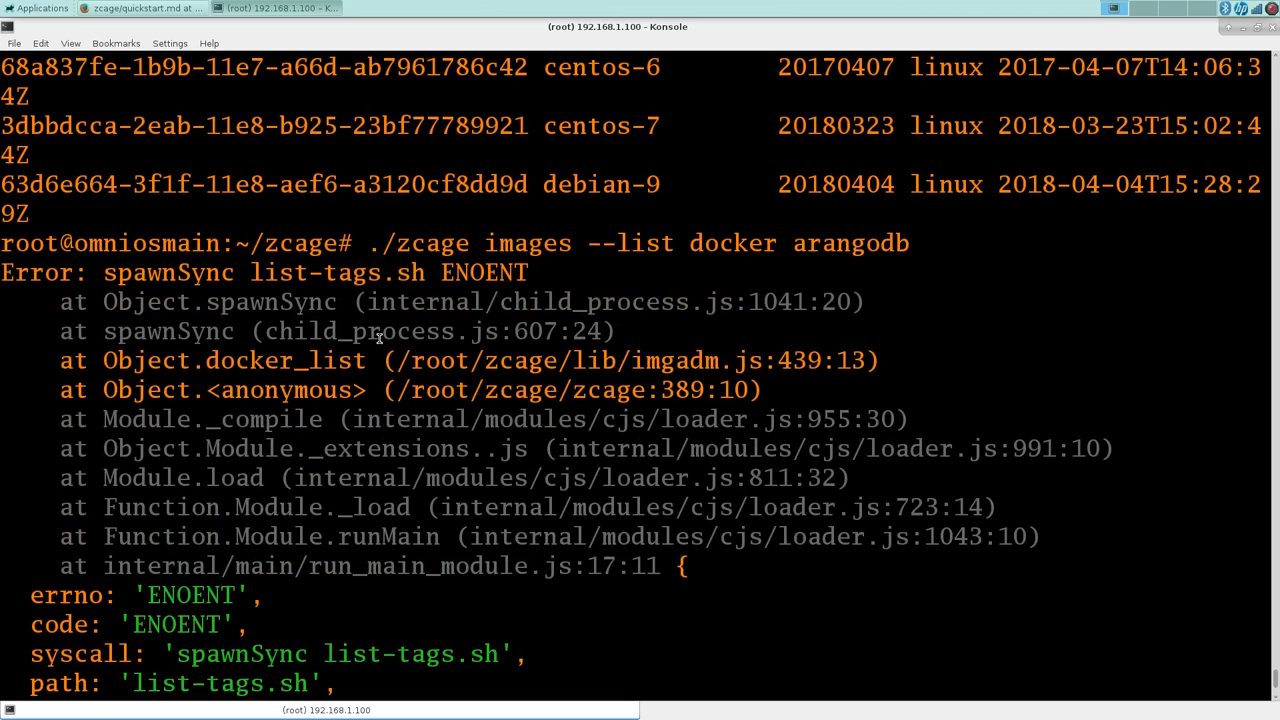 Applications
zcage/quickstart.md at ...
(root) 192.168.1.100 – K...
(root) 192.168.1.100 – Konsole
File Edit View Bookmarks Settings Help
68a837fe-1b9b-11e7-a66d-ab7961786c42 centos-6 20170407 linux 2017-04-07T14:06:3
4Z
3dbbdcca-2eab-11e8-b925-23bf77789921 centos-7 20180323 linux 2018-03-23T15:02:4
4Z
63d6e664-3f1f-11e8-aef6-a3120cf8dd9d debian-9 20180404 linux 2018-04-04T15:28:2
9Z
root@omniosmain:~/zcage# ./zcage images --list docker arangodb
Error: spawnSync list-tags.sh ENOENT
at Object.spawnSync (internal/child_process.js:1041:20)
at spawnSync (child_process.js:607:24)
at Object.docker_list (/root/zcage/lib/imgadm.js:439:13)
at Object.<anonymous> (/root/zcage/zcage:389:10)
at Module._compile (internal/modules/cjs/loader.js:955:30)
at Object.Module._extensions..js (internal/modules/cjs/loader.js:991:10)
at Module.load (internal/modules/cjs/loader.js:811:32)
at Function.Module._load (internal/modules/cjs/loader.js:723:14)
at Function.Module.runMain (internal/modules/cjs/loader.js:1043:10)
at internal/main/run_main_module.js:17:11 {
errno: 'ENOENT',
code: 'ENOENT',
syscall: 'spawnSync list-tags.sh',
path: 'list-tags.sh',
(root) 192.168.1.100